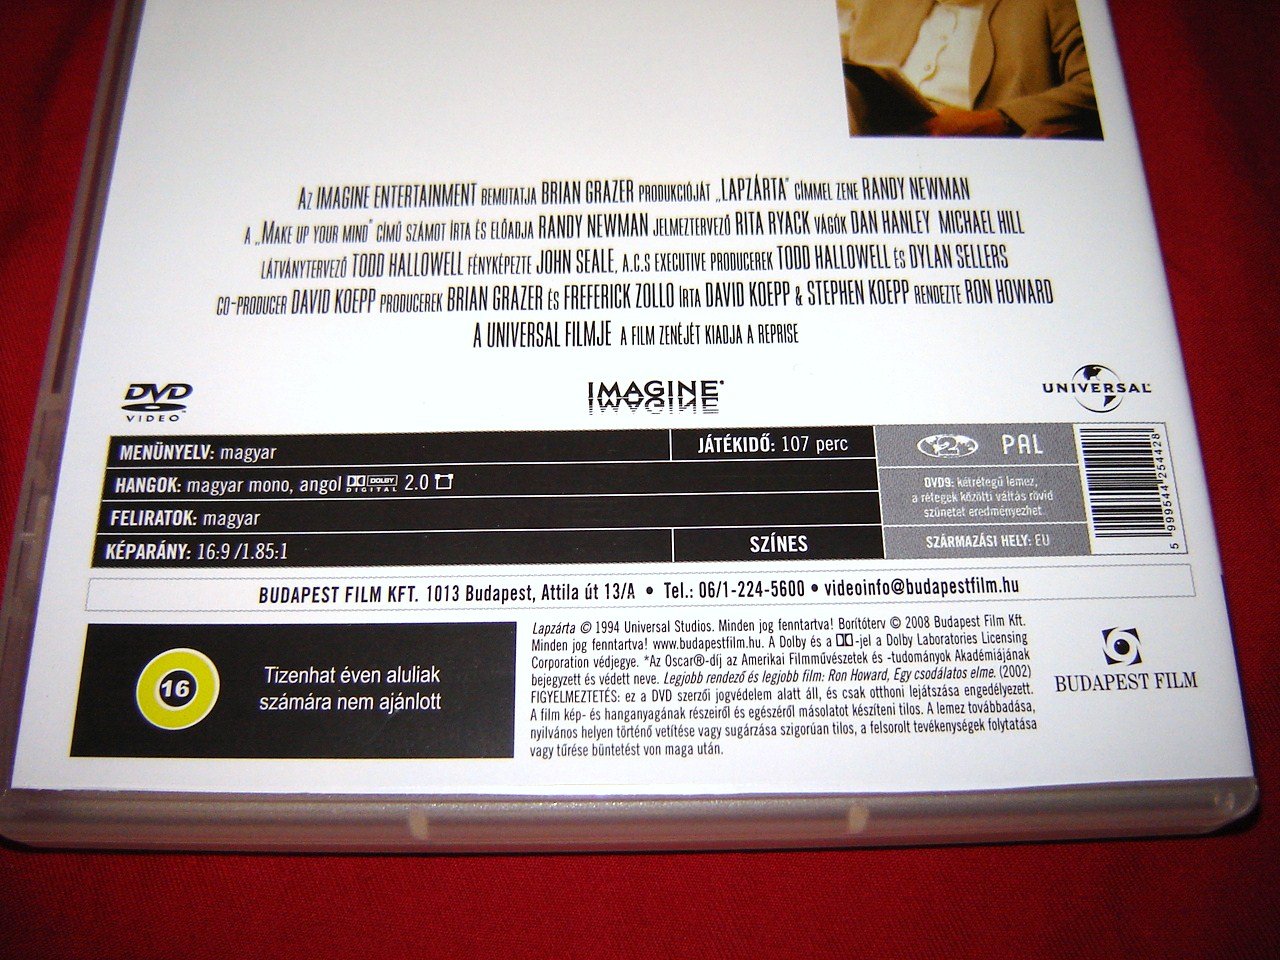 Az IMAGINE ENTERTAINMENT BEMUTATJA BRIAN GRAZER PRODUKCIÓJÁT „LAPZÁRTA" CÍMMEL ZENE RANDY NEWMAN
A „MAKE UP YOUR MIND" CÍMŰ SZÁMOT ÍRTA ÉS ELŐADJA RANDY NEWMAN JELMEZTERVEZŐ RITA RYACK VÁGÓK DAN HANLEY MICHAEL HILL
LÁTVÁNYTERVEZŐ TODD HALLOWELL FÉNYKÉPEZTE JOHN SEALE, A.C.S EXECUTIVE PRODUCEREK TODD HALLOWELL ÉS DYLAN SELLERS
CO-PRODUCER DAVID KOEPP PRODUCEREK BRIAN GRAZER ÉS FREFERICK ZOLLO ÍRTA DAVID KOEPP & STEPHEN KOEPP RENDEZTE RON HOWARD
A UNIVERSAL FILMJE A FILM ZENÉJÉT KIADJA A REPRISE
DVD VIDEO
IMAGINE
UNIVERSAL
MENÜNYELV: magyar
JÁTÉKIDŐ: 107 perc
HANGOK: magyar mono, angol DOLBY DIGITAL 2.0
FELIRATOK: magyar
KÉPARÁNY: 16:9 /1.85:1
SZÍNES
2 PAL
DVD9: kétrétegű lemez,
a rétegek közölti váltás rövid
szünetet eredményezhet.
SZÁRMAZÁSI HELY: EU
5 999544 254428
BUDAPEST FILM KFT. 1013 Budapest, Attila út 13/A • Tel.: 06/1-224-5600 • videoinfo@budapestfilm.hu
16
Tizenhat éven aluliak
számára nem ajánlott
Lapzárta © 1994 Universal Studios. Minden jog fenntartva! Borítóterv © 2008 Budapest Film Kft.
Minden jog fenntartva! www.budapestfilm.hu. A Dolby és a DD-jel a Dolby Laboratories Licensing
Corporation védjegye. *Az Oscar®-díj az Amerikai Filmművészetek és -tudományok Akadémiájának
bejegyzett és védett neve. Legjobb rendező és legjobb film: Ron Howard, Egy csodálatos elme. (2002)
FIGYELMEZTETÉS: ez a DVD szerzői jogvédelem alatt áll, és csak otthoni lejátszása engedélyezett.
A film kép- és hanganyagának részeiről és egészéről másolatot készíteni tilos. A lemez továbbadása,
nyilvános helyen történő vetítése vagy sugárzása szigorúan tilos, a felsorolt tevékenységek folytatása
vagy tűrése büntetést von maga után.
BUDAPEST FILM